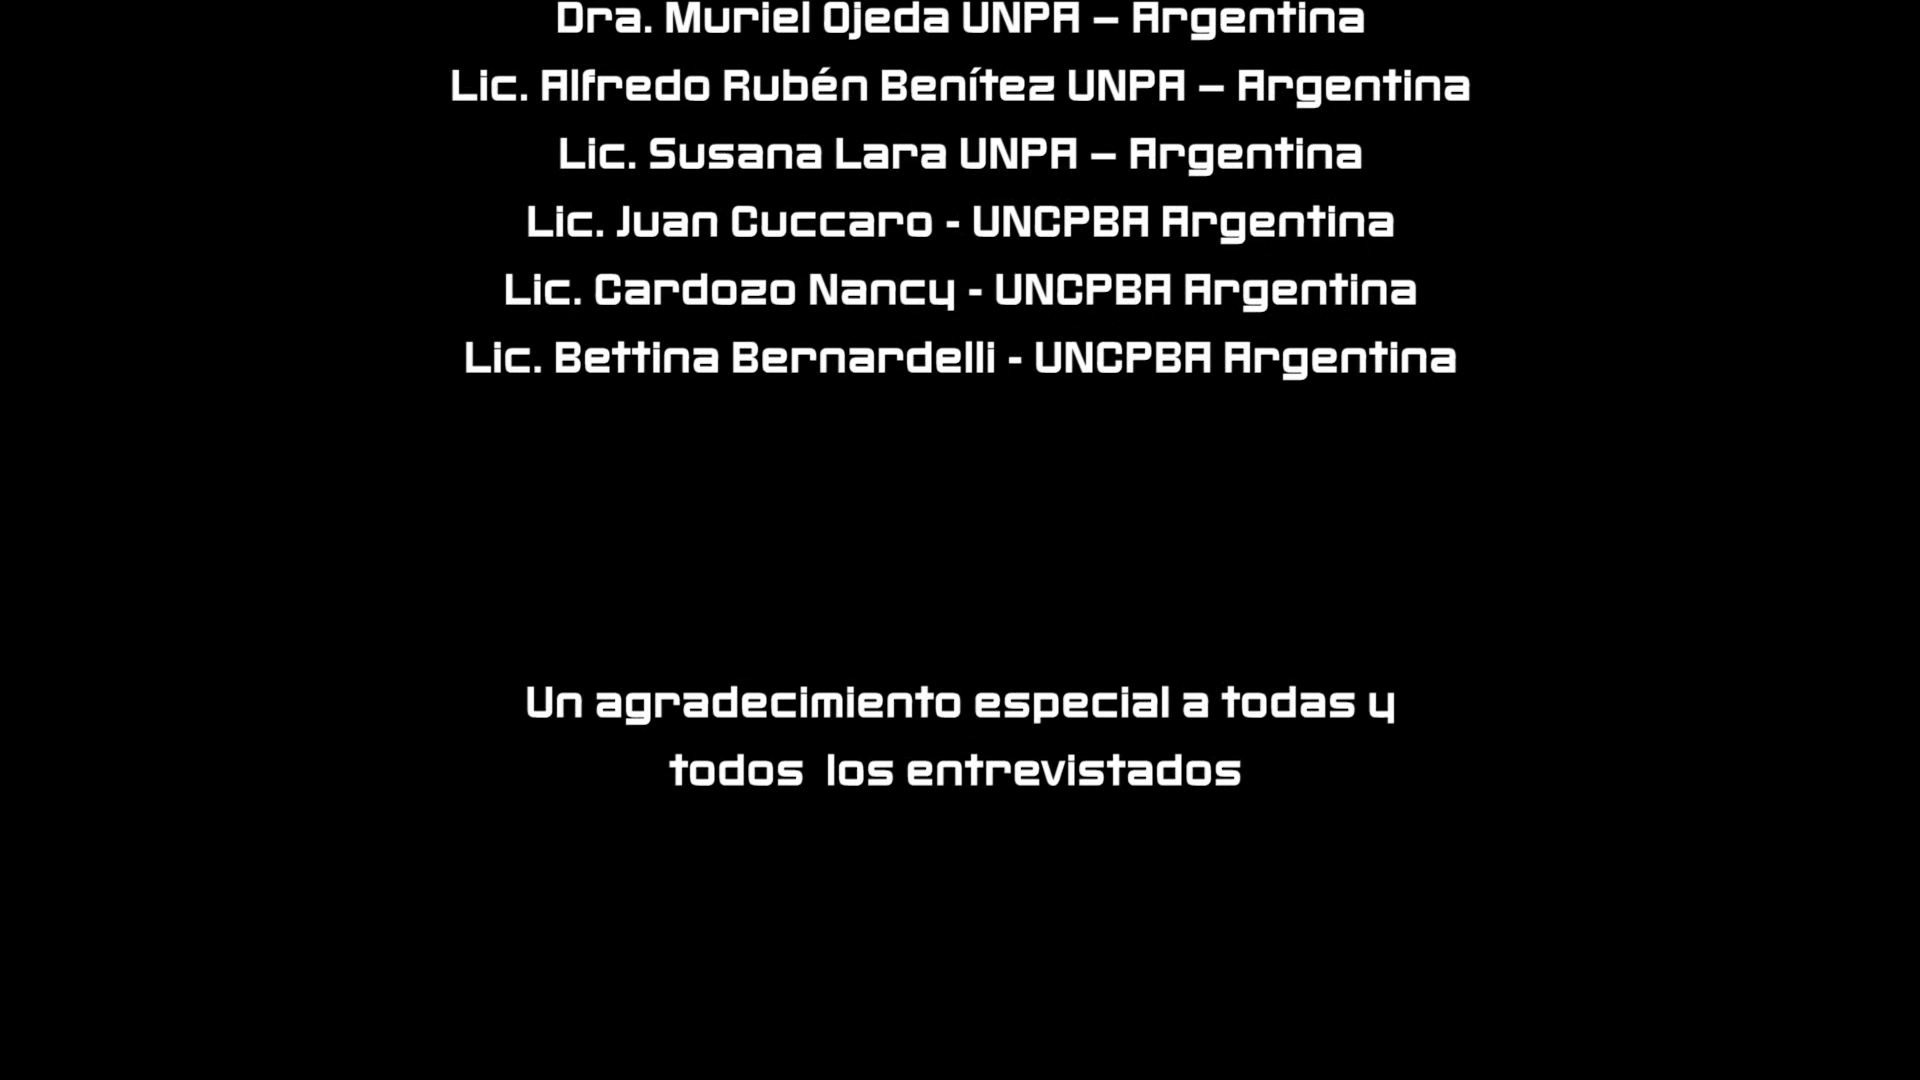 Dra. Muriel Ojeda UNPA – Argentina
Lic. Alfredo Rubén Benítez UNPA – Argentina
Lic. Susana Lara UNPA – Argentina
Lic. Juan Cuccaro - UNCPBA Argentina
Lic. Cardozo Nancy - UNCPBA Argentina
Lic. Bettina Bernardelli - UNCPBA Argentina
Un agradecimiento especial a todas y
todos  los entrevistados